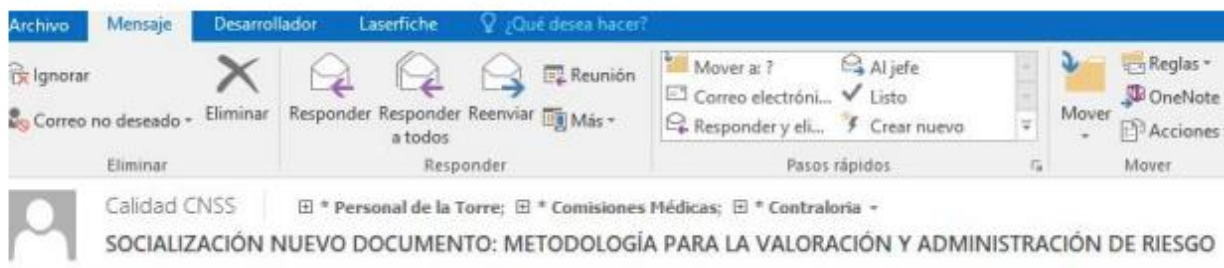 Archivo Mensaje Desarrollador Laserfiche ¿Qué desea hacer?
Ignorar
Correo no deseado
Eliminar
Eliminar
Responder Responder a todos Reenviar
Reunión
Más
Responder
Mover a: ?
Correo electróni...
Responder y eli...
Al jefe
Listo
Crear nuevo
Pasos rápidos
Mover
Reglas
OneNote
Acciones
Mover
Calidad CNSS * Personal de la Torre; * Comisiones Médicas; * Contraloria
SOCIALIZACIÓN NUEVO DOCUMENTO: METODOLOGÍA PARA LA VALORACIÓN Y ADMINISTRACIÓN DE RIESGO